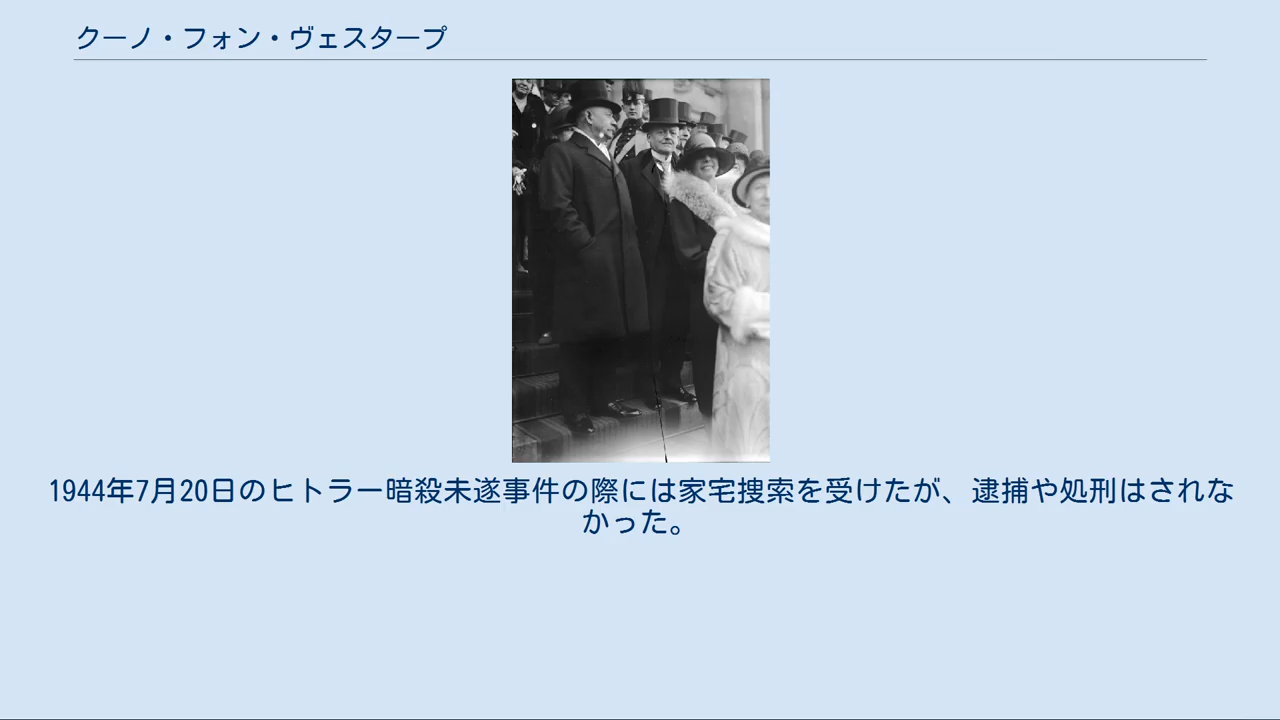 クーノ・フォン・ヴェスタープ
1944年7月20日のヒトラー暗殺未遂事件の際には家宅捜索を受けたが、逮捕や処刑はされな
かった。